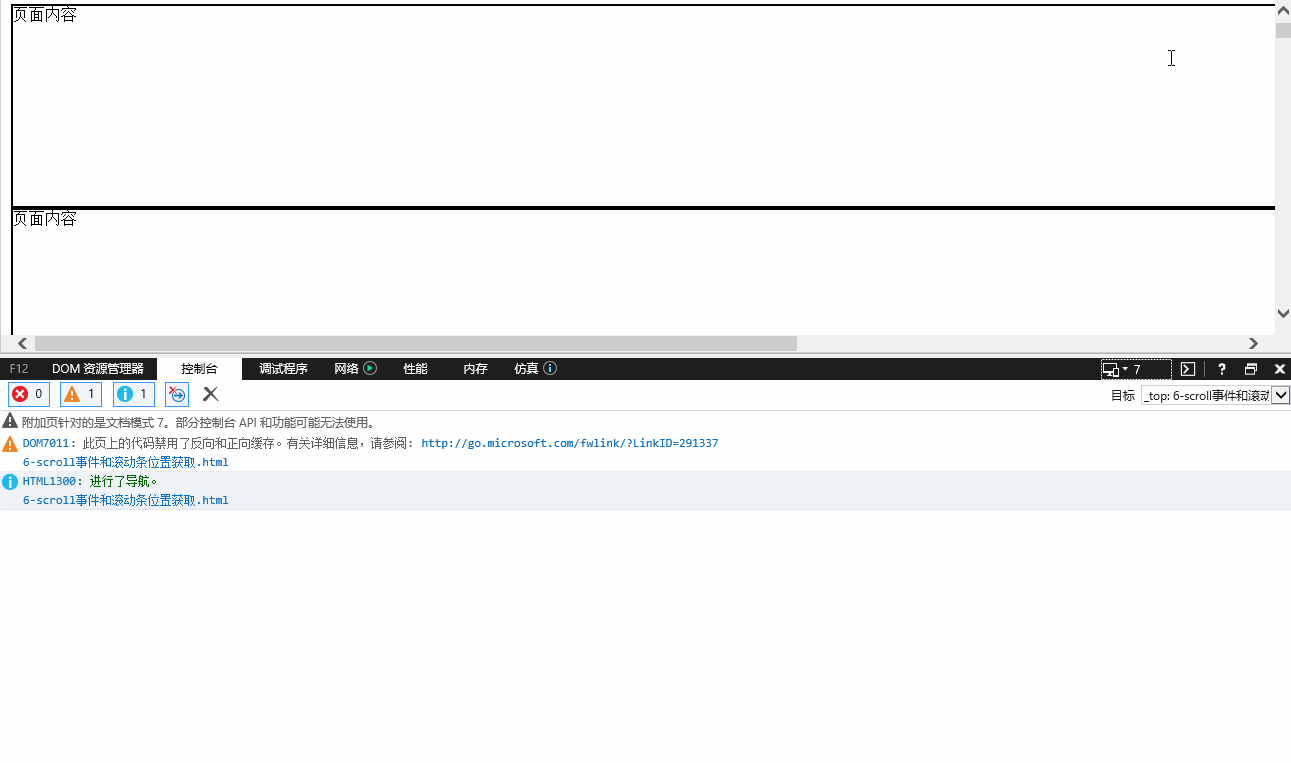 页面内容
页面内容
F12 DOM 资源管理器 控制台 调试程序 网络 性能 内存 仿真 7 ?
0 1 1 目标 _top: 6-scroll事件和滚动
附加页针对的是文档模式 7。部分控制台 API 和功能可能无法使用。
DOM7011: 此页上的代码禁用了反向和正向缓存。有关详细信息，请参阅: http://go.microsoft.com/fwlink/?LinkID=291337
6-scroll事件和滚动条位置获取.html
HTML1300: 进行了导航。
6-scroll事件和滚动条位置获取.html